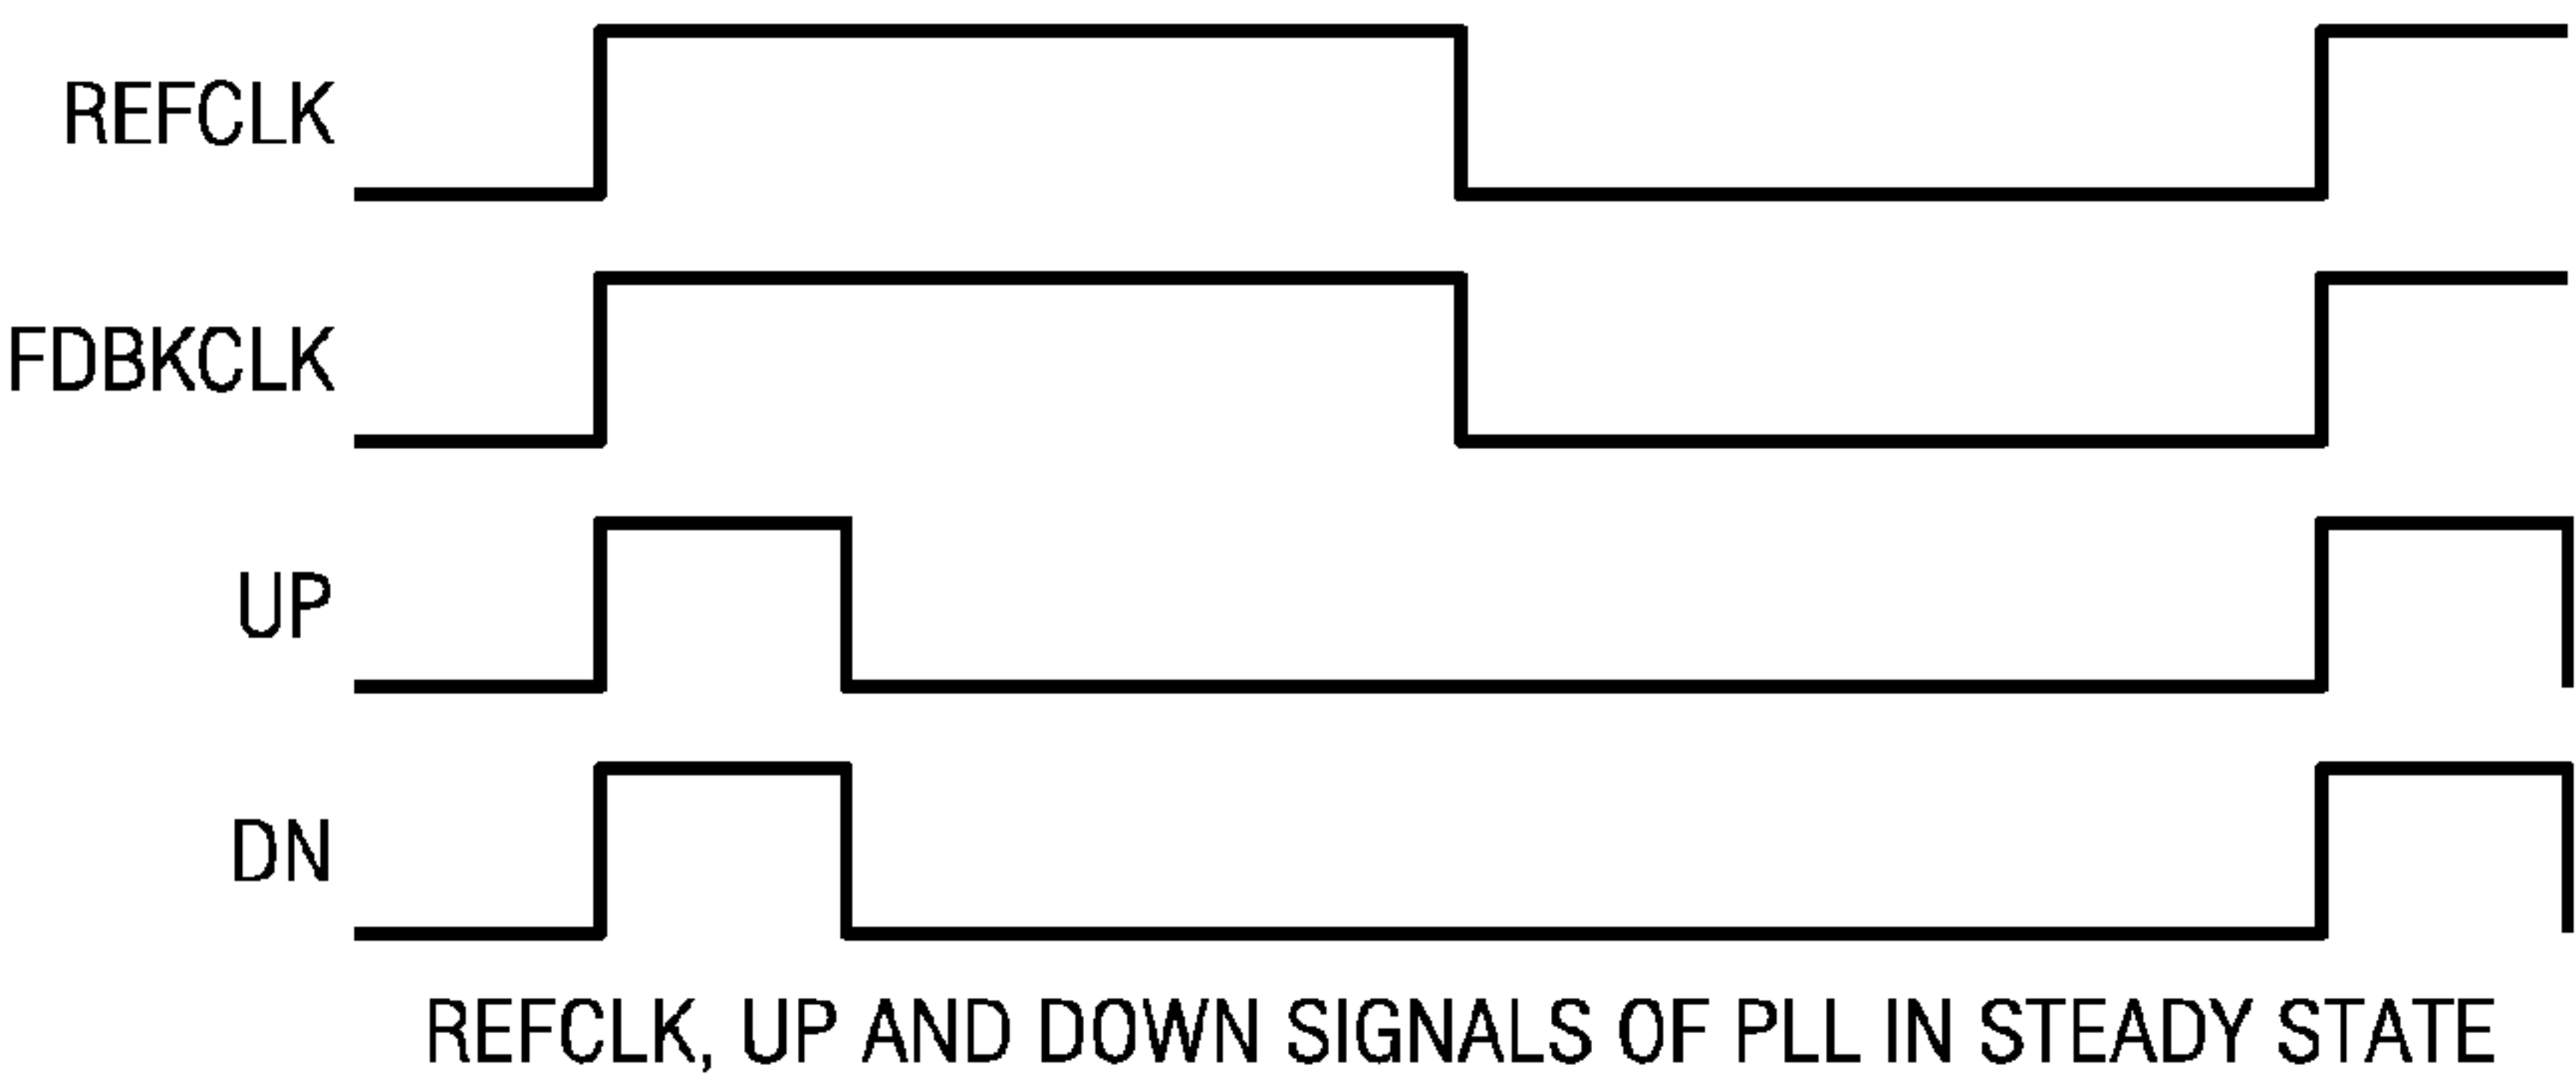 REFCLK
FDBKCLK
UP
DN
REFCLK, UP AND DOWN SIGNALS OF PLL IN STEADY STATE